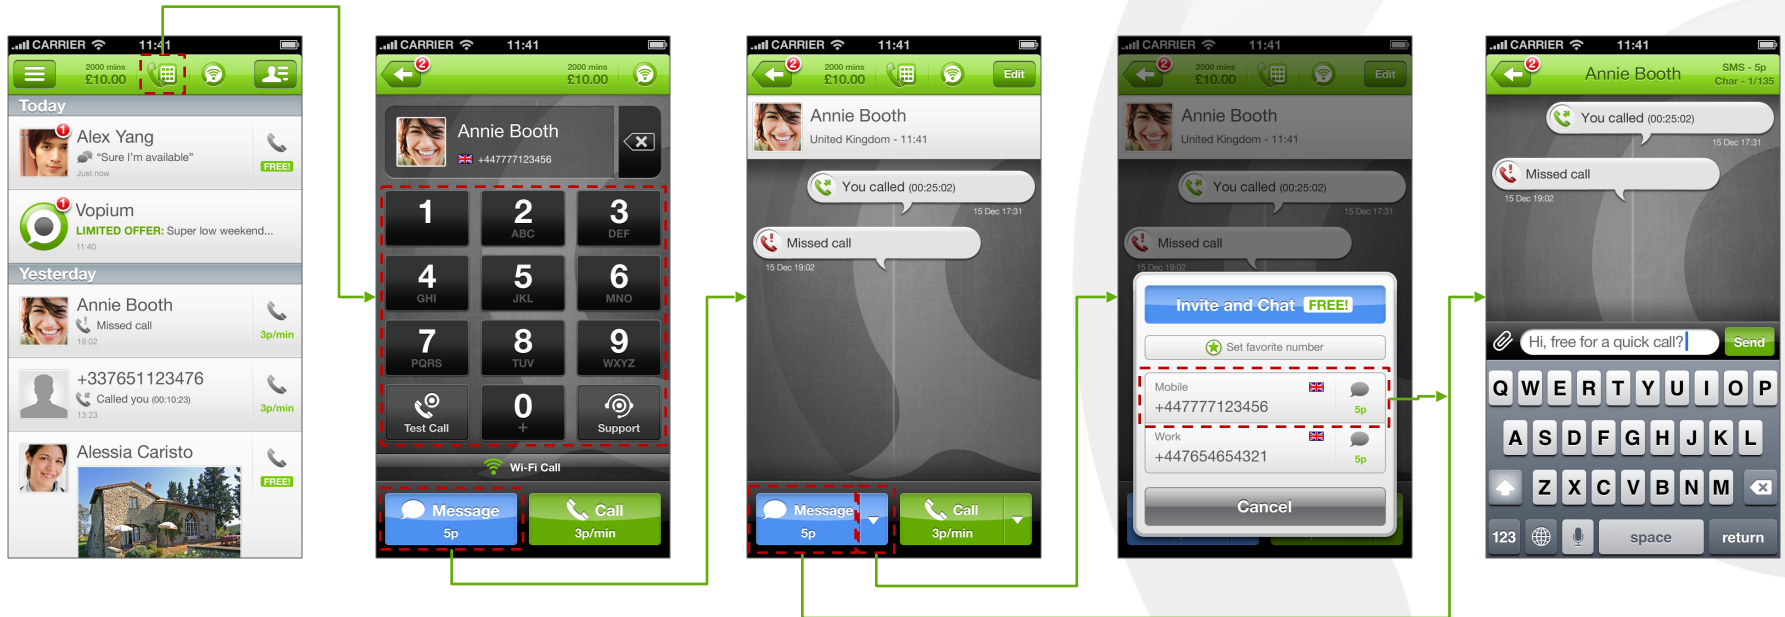 CARRIER 11:41
2000 mins
£10.00
Today
1
Alex Yang
“Sure I'm available”
Just now
FREE!
1
Vopium
LIMITED OFFER: Super low weekend...
11:40
Yesterday
Annie Booth
Missed call
19:02
3p/min
+337651123476
Called you (00:10:23)
13:23
3p/min
Alessia Caristo
FREE!
CARRIER 11:41
2
2000 mins
£10.00
Annie Booth
+447777123456
1 2 3
ABC DEF
4 5 6
GHI JKL MNO
7 8 9
PQRS TUV WXYZ
0
Test Call + Support
Wi-Fi Call
Message Call
5p 3p/min
CARRIER 11:41
2
2000 mins
£10.00
Edit
Annie Booth
United Kingdom - 11:41
You called (00:25:02)
15 Dec 17:31
Missed call
15 Dec 19:02
Message Call
5p 3p/min
CARRIER 11:41
2
2000 mins
£10.00
Edit
Annie Booth
United Kingdom - 11:41
You called (00:25:02)
15 Dec 17:31
Missed call
15 Dec 19:02
Invite and Chat FREE!
Set favorite number
Mobile
+447777123456
5p
Work
+447654654321
5p
Cancel
CARRIER 11:41
2
Annie Booth
SMS - 5p
Char - 1/135
You called (00:25:02)
15 Dec 17:31
Missed call
15 Dec 19:02
Hi, free for a quick call? Send
Q W E R T Y U I O P
A S D F G H J K L
Z X C V B N M
123 space return